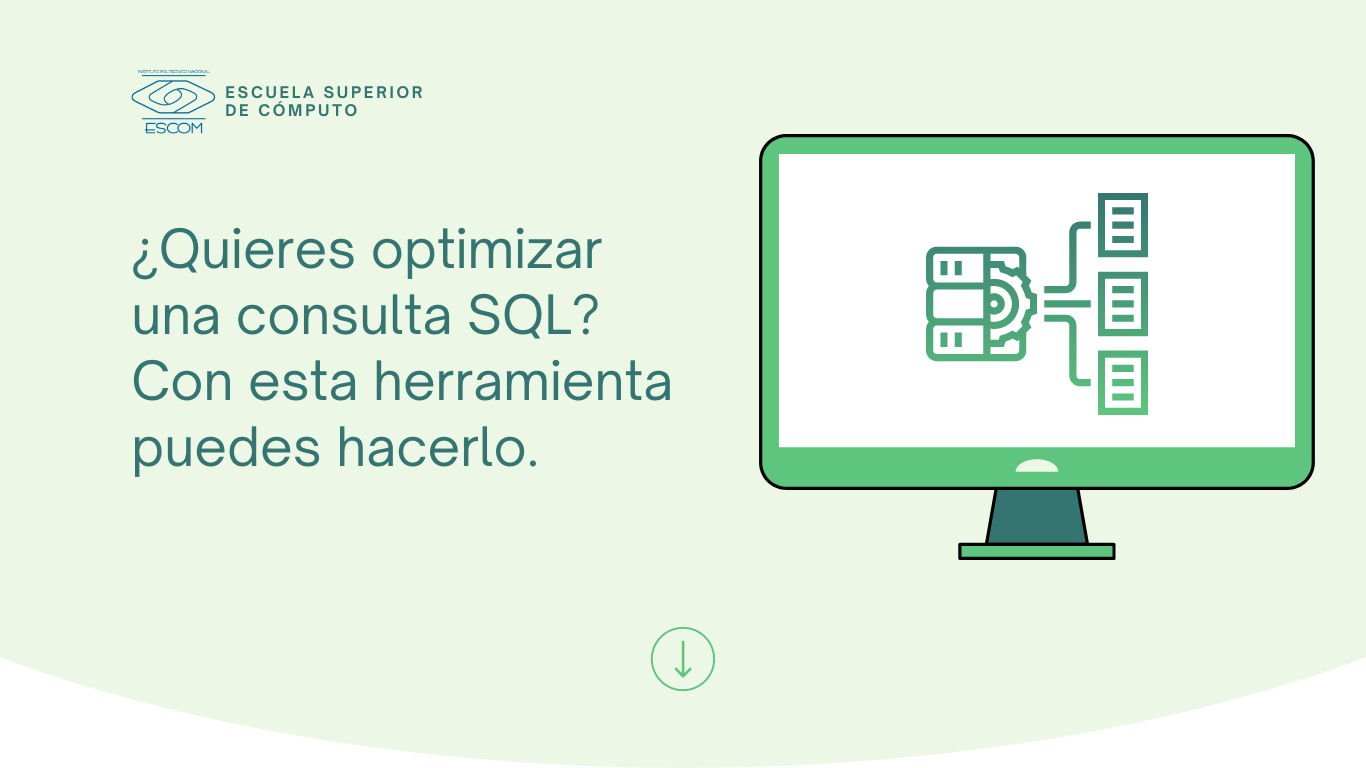 INSTITUTO POLITÉCNICO NACIONAL
ESCOM
ESCUELA SUPERIOR
DE CÓMPUTO
¿Quieres optimizar
una consulta SQL?
Con esta herramienta
puedes hacerlo.